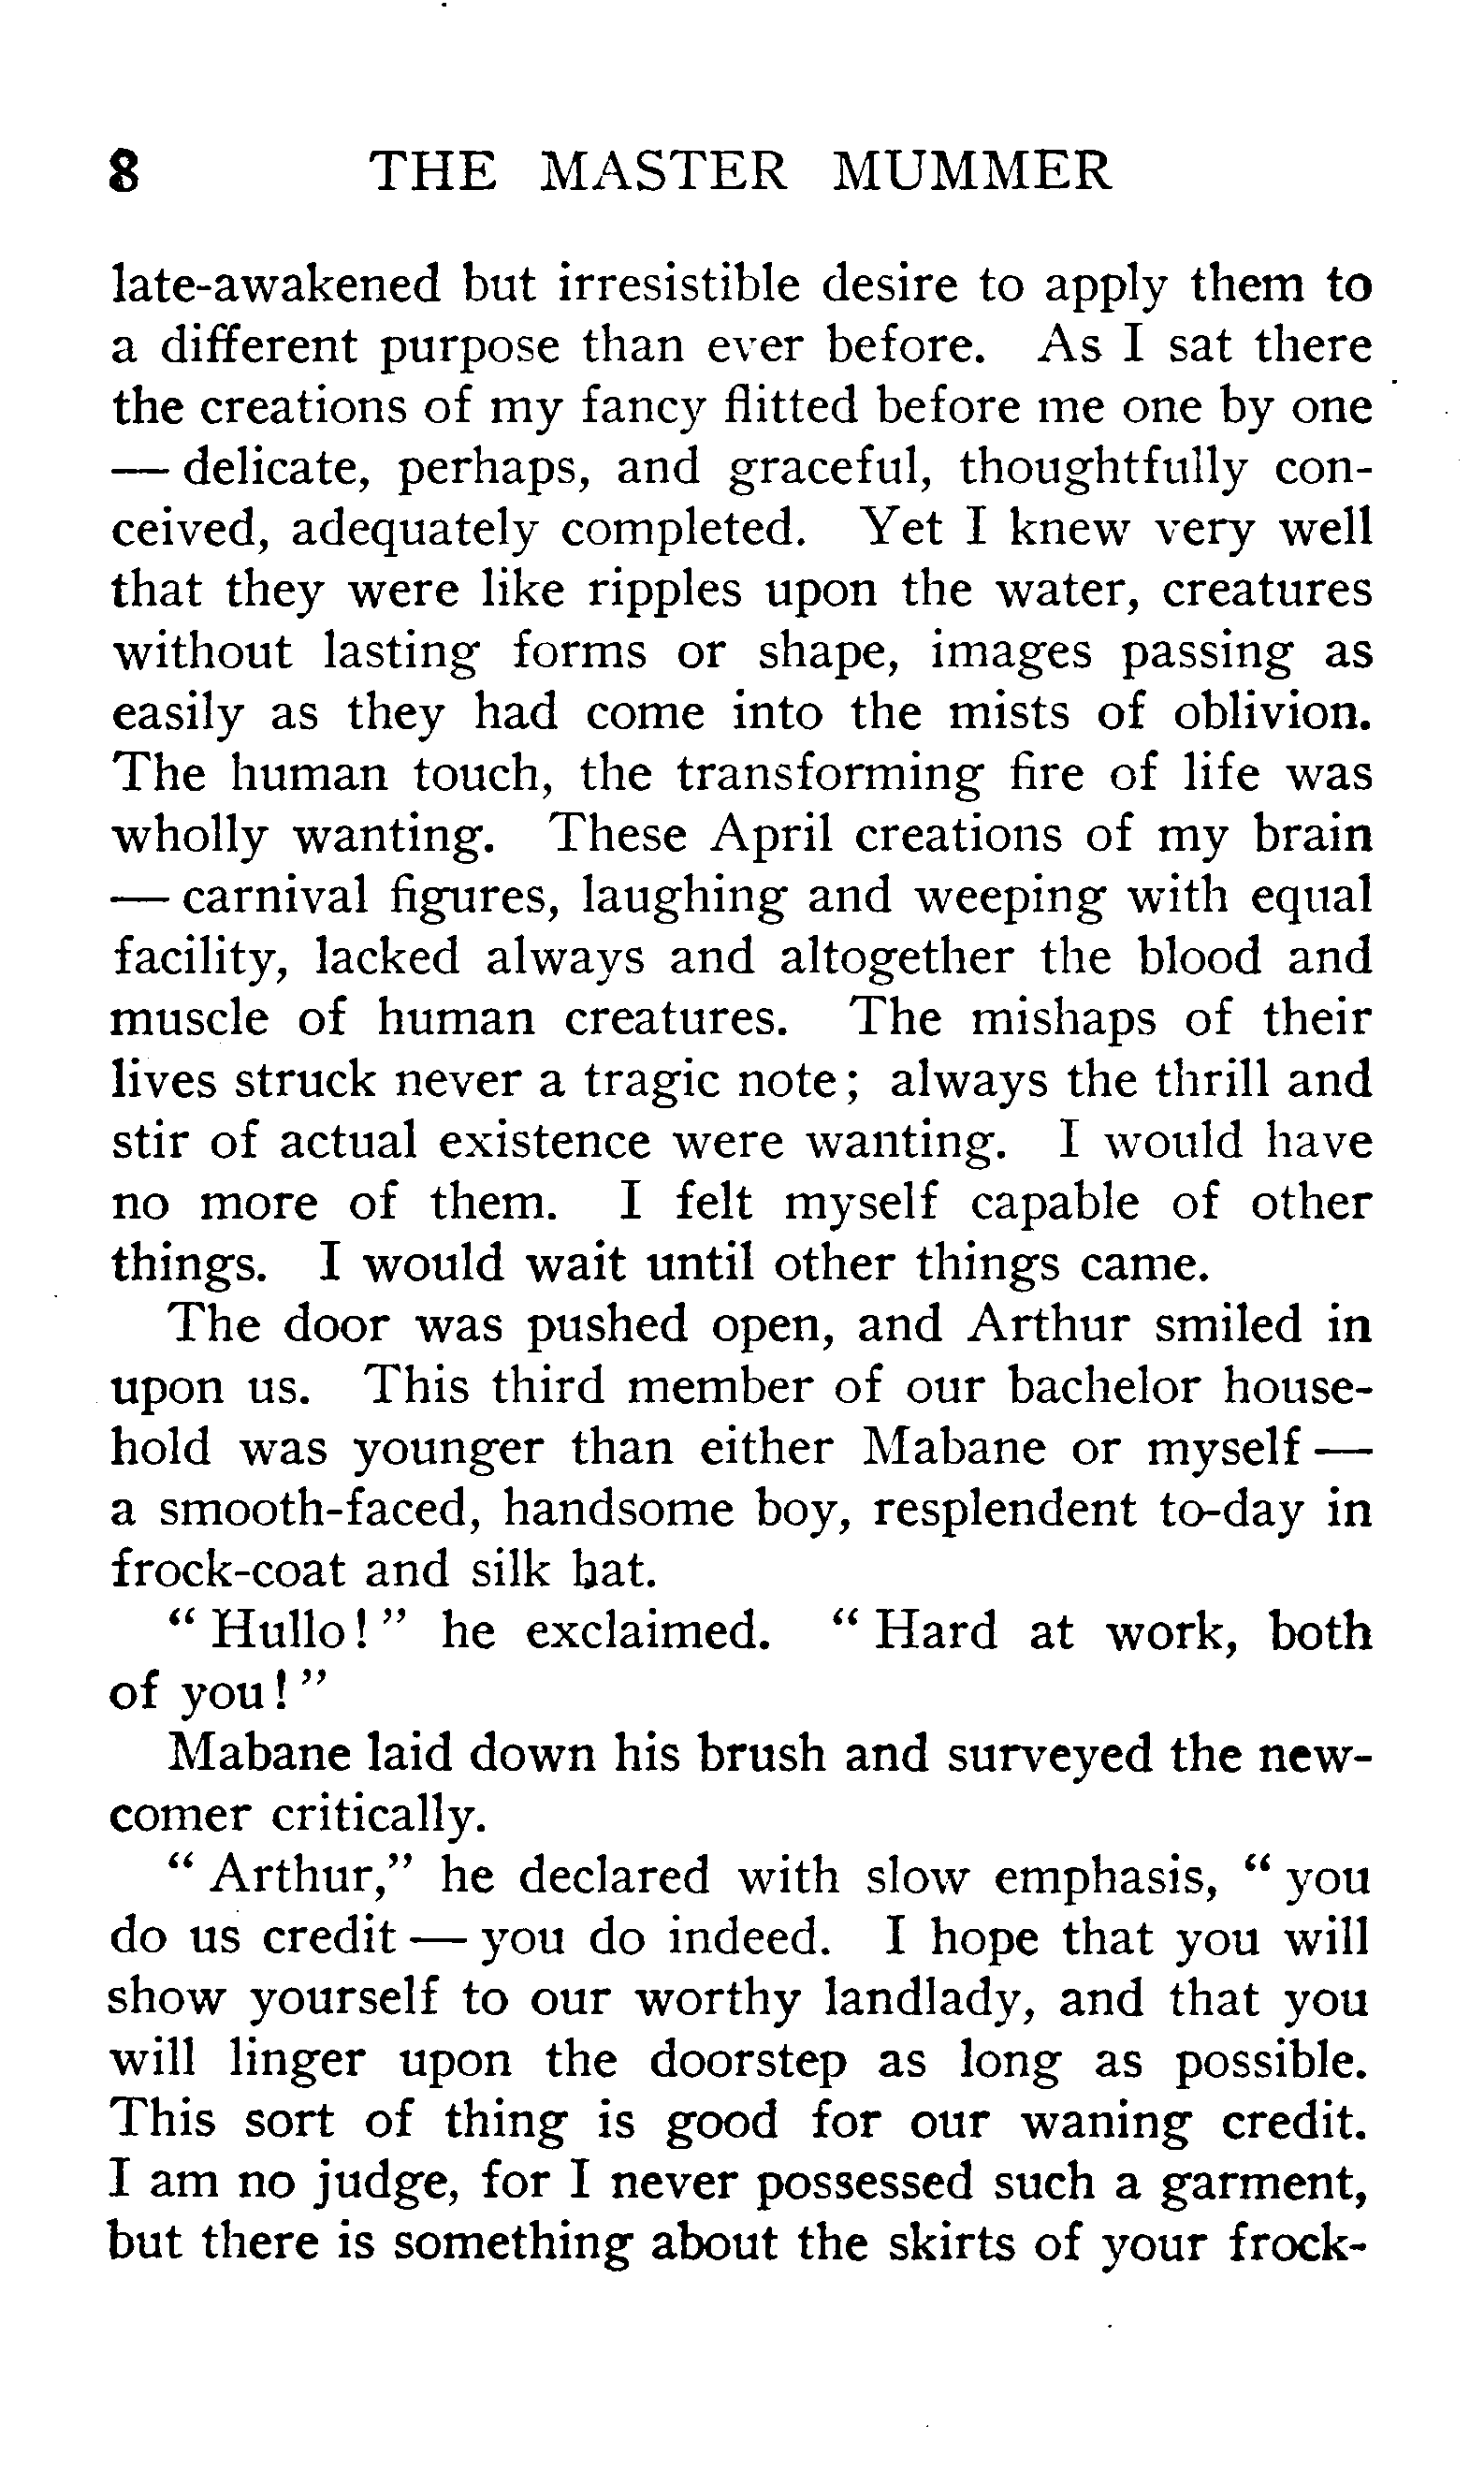 8 THE MASTER MUMMER
late-awakened but irresistible desire to apply them to
a different purpose than ever before. As I sat there
the creations of my fancy flitted before me one by one
— delicate, perhaps, and graceful, thoughtfully con-
ceived, adequately completed. Yet I knew very well
that they were like ripples upon the water, creatures
without lasting forms or shape, images passing as
easily as they had come into the mists of oblivion.
The human touch, the transforming fire of life was
wholly wanting. These April creations of my brain
— carnival figures, laughing and weeping with equal
facility, lacked always and altogether the blood and
muscle of human creatures. The mishaps of their
lives struck never a tragic note; always the thrill and
stir of actual existence were wanting. I would have
no more of them. I felt myself capable of other
things. I would wait until other things came.
The door was pushed open, and Arthur smiled in
upon us. This third member of our bachelor house-
hold was younger than either Mabane or myself —
a smooth-faced, handsome boy, resplendent to-day in
frock-coat and silk hat.
“ Hullo! ” he exclaimed. “ Hard at work, both
of you! ”
Mabane laid down his brush and surveyed the new-
comer critically.
“ Arthur,” he declared with slow emphasis, “ you
do us credit — you do indeed. I hope that you will
show yourself to our worthy landlady, and that you
will linger upon the doorstep as long as possible.
This sort of thing is good for our waning credit.
I am no judge, for I never possessed such a garment,
but there is something about the skirts of your frock-